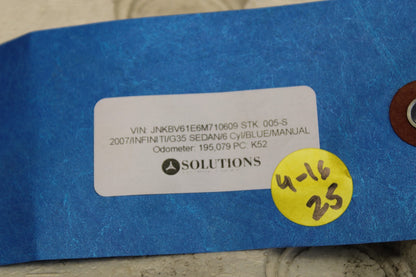 VIN: JNKBV61E6M710609 STK: 005-S
2007/INFINITI/G35 SEDAN/6 Cyl/BLUE/MANUAL
Odometer: 195,079 PC: K52
SOLUTIONS
4-16
25